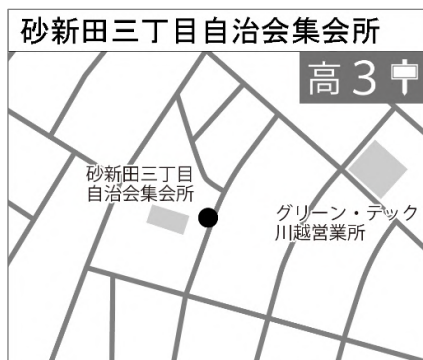 砂新田三丁目自治会集会所
高3
砂新田三丁目
自治会集会所
グリーン・テック
川越営業所